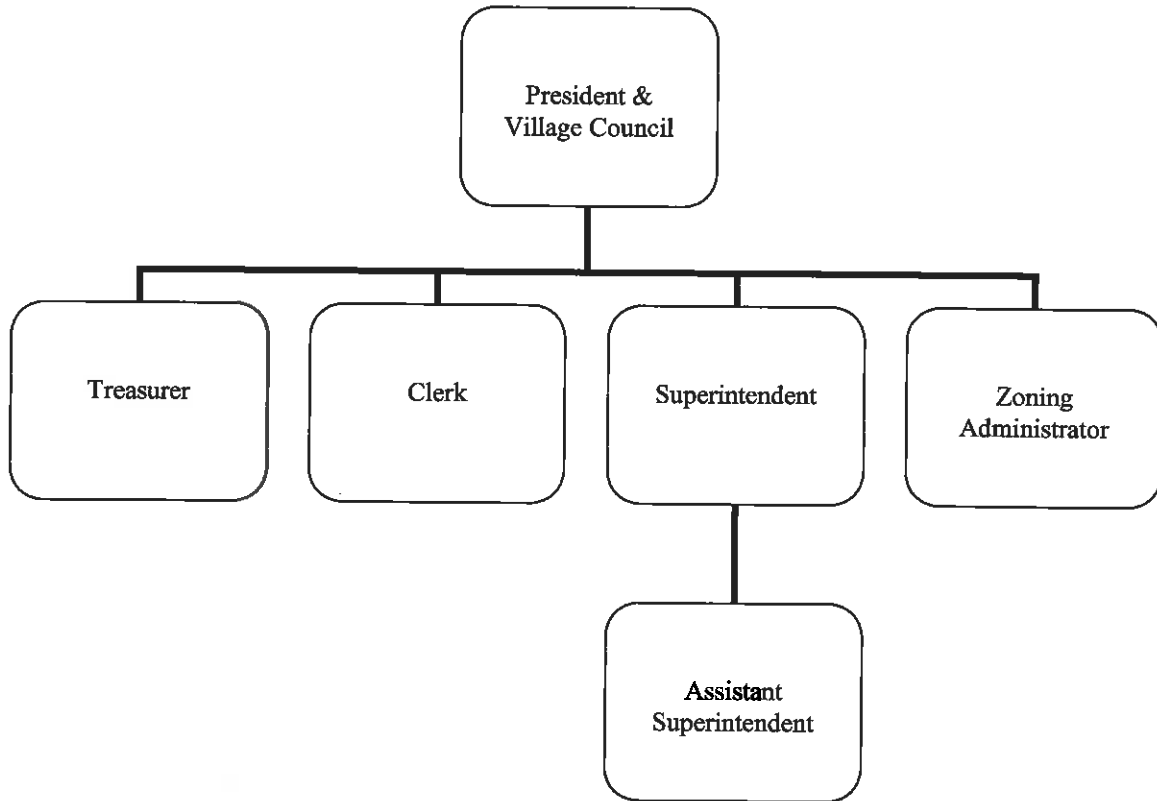 President &
Village Council
Treasurer
Clerk
Superintendent
Zoning
Administrator
Assistant
Superintendent